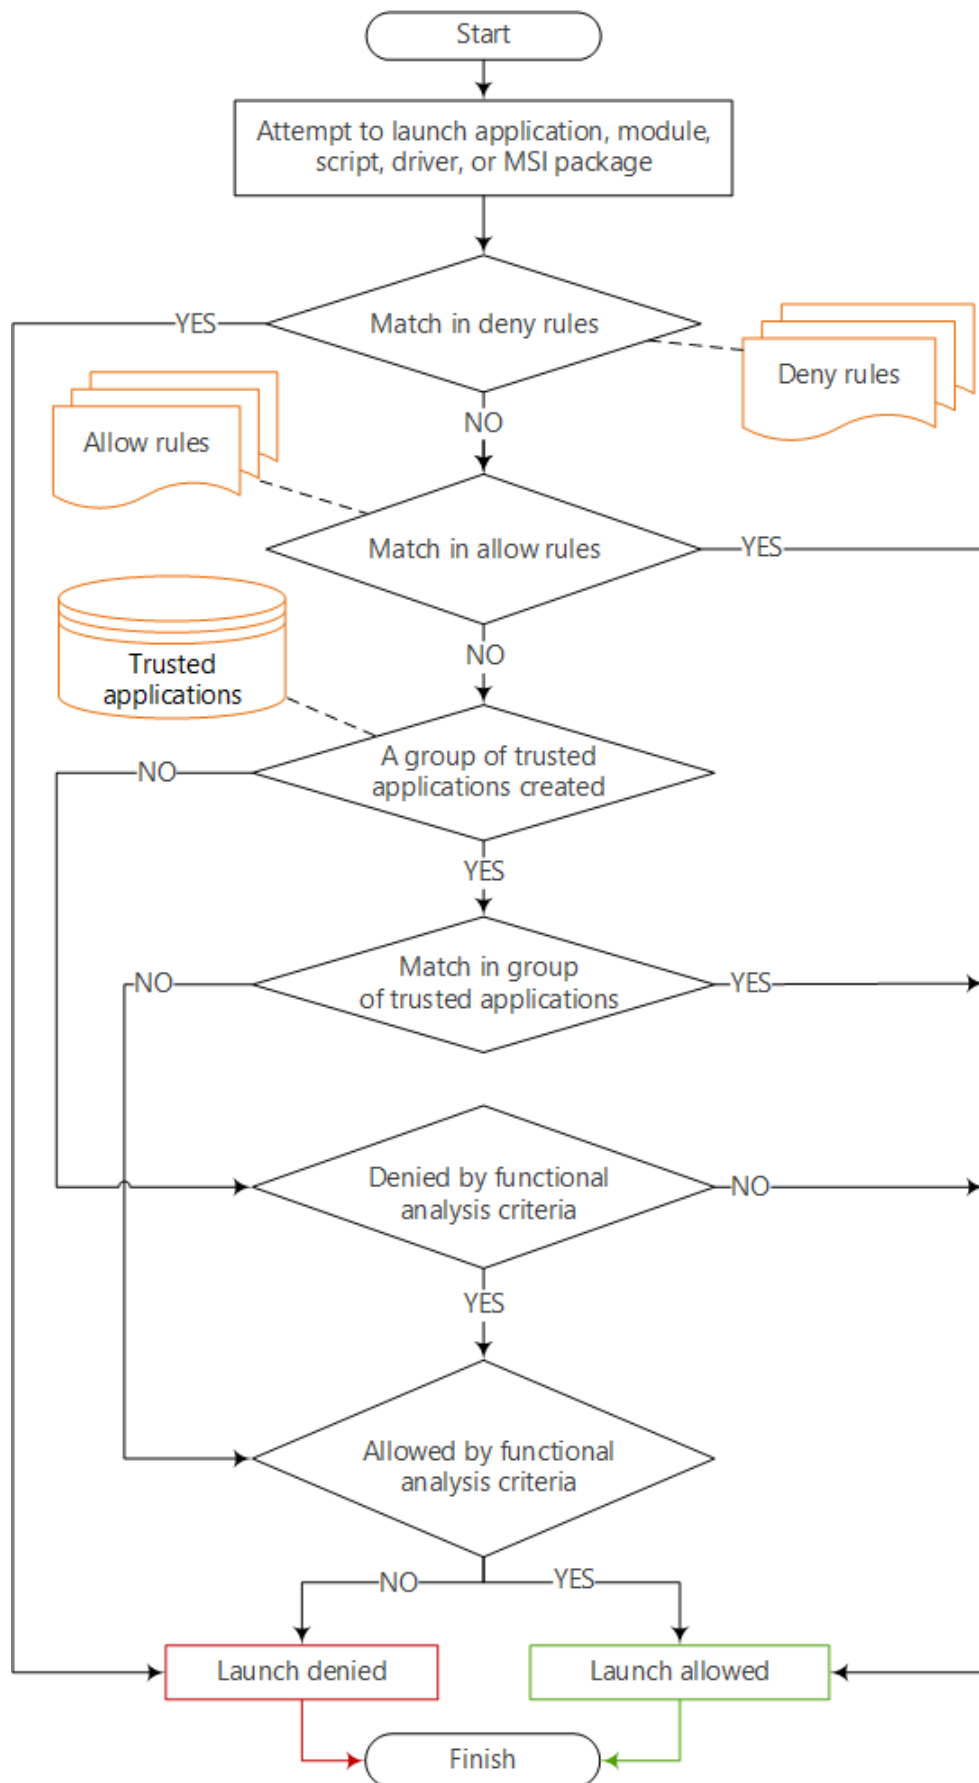 Start
Attempt to launch application, module,
script, driver, or MSI package
YES
Match in deny rules
Deny rules
NO
Allow rules
Match in allow rules
YES
NO
Trusted
applications
A group of trusted
applications created
NO
YES
NO
Match in group
of trusted applications
YES
Denied by functional
analysis criteria
NO
YES
Allowed by functional
analysis criteria
NO
YES
Launch denied
Launch allowed
Finish